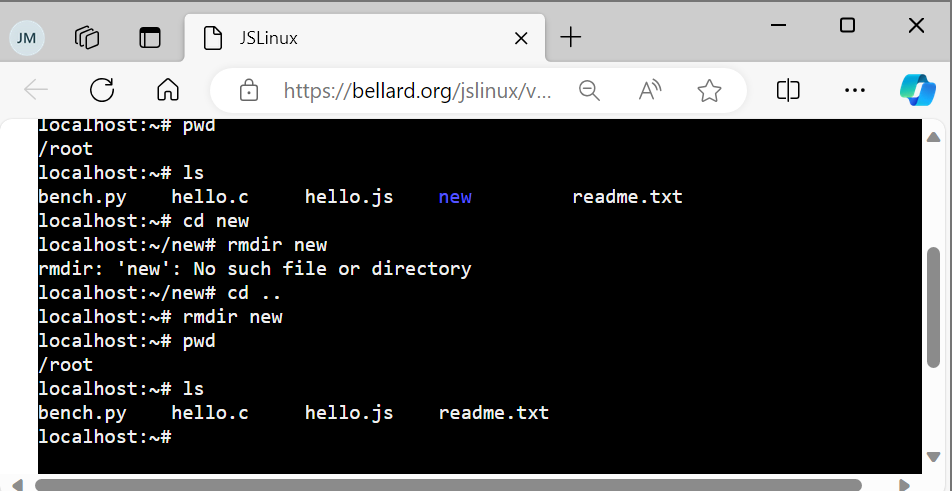 JM
JSLinux
https://bellard.org/jslinux/v...
localhost:~# pwd
/root
localhost:~# ls
bench.py    hello.c     hello.js    new         readme.txt
localhost:~# cd new
localhost:~/new# rmdir new
rmdir: 'new': No such file or directory
localhost:~/new# cd ..
localhost:~# rmdir new
localhost:~# pwd
/root
localhost:~# ls
bench.py    hello.c     hello.js    readme.txt
localhost:~#